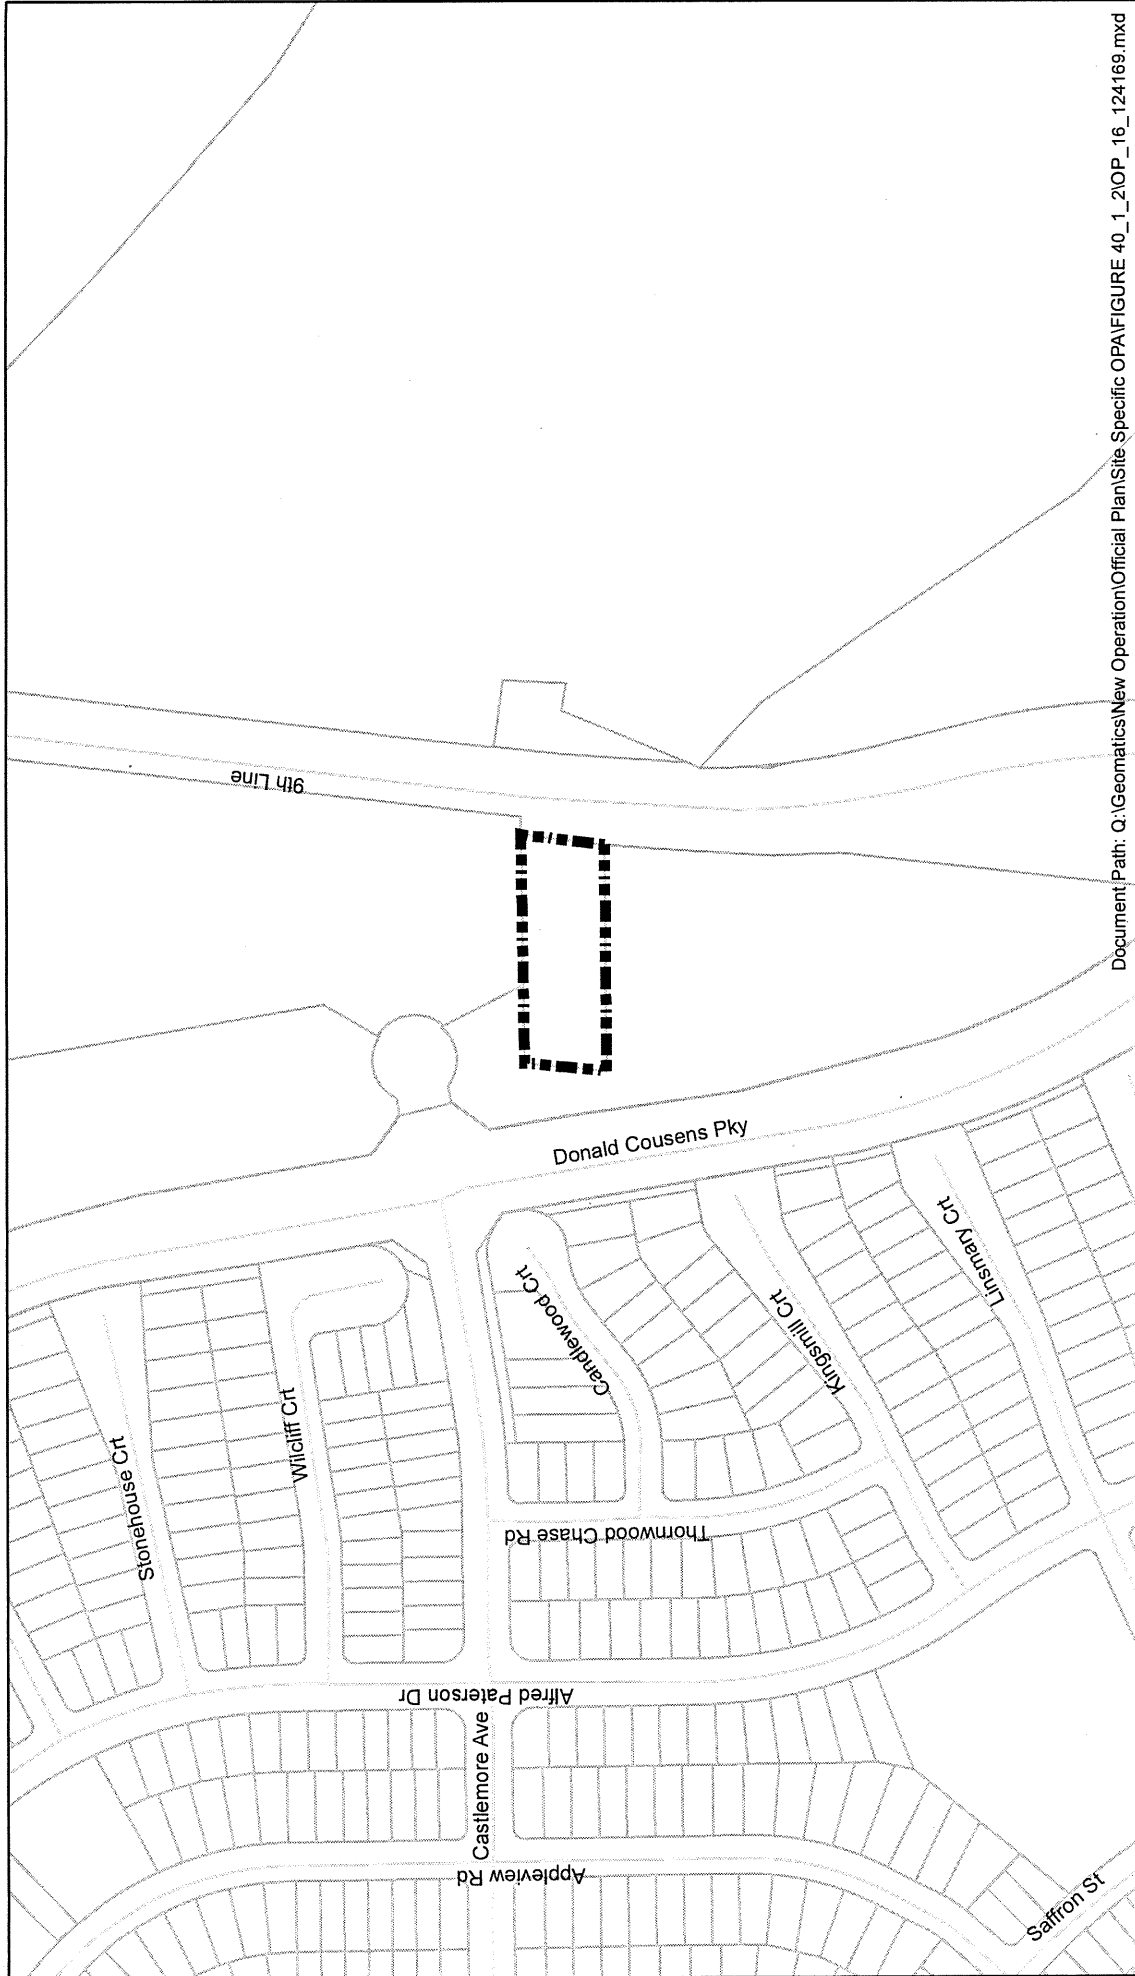 9th Line
Donald Cousens Pky
Stonehouse Crt
Wilcliff Crt
Candlewood Crt
Kingsmill Crt
Linsmary Crt
Thornwood Chase Rd
Alfred Paterson Dr
Castlemore Ave
Appleview Rd
Saffron St
Document Path: Q:\Geomatics\New Operation\Official Plan\Site Specific OPA\FIGURE 40_1_2\OP_16_124169.mxd